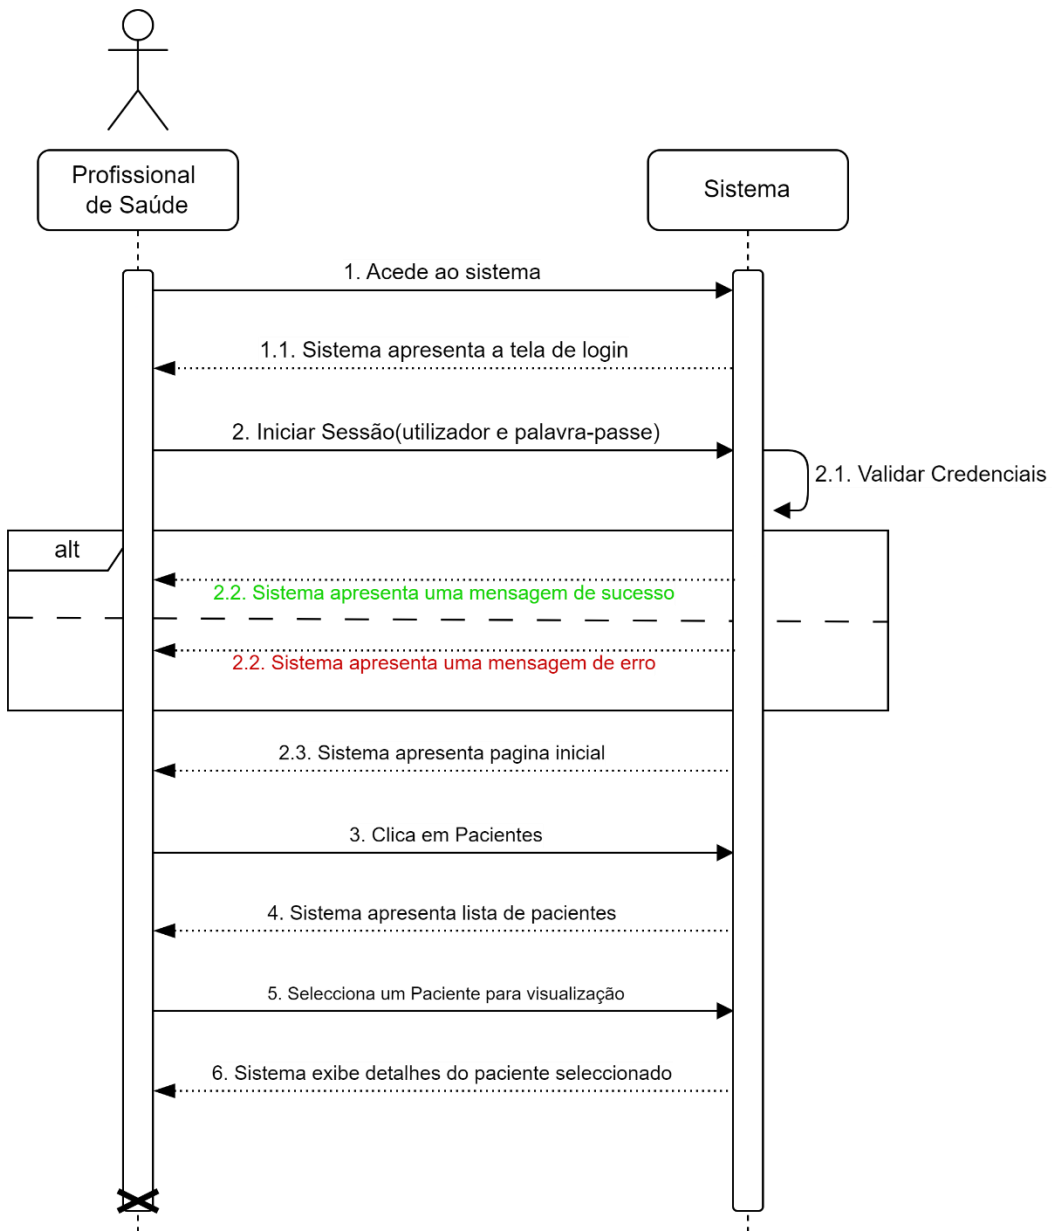 Profissional
de Saúde
Sistema
1. Acede ao sistema
1.1. Sistema apresenta a tela de login
2. Iniciar Sessão(utilizador e palavra-passe)
2.1. Validar Credenciais
alt
2.2. Sistema apresenta uma mensagem de sucesso
2.2. Sistema apresenta uma mensagem de erro
2.3. Sistema apresenta pagina inicial
3. Clica em Pacientes
4. Sistema apresenta lista de pacientes
5. Selecciona um Paciente para visualização
6. Sistema exibe detalhes do paciente seleccionado